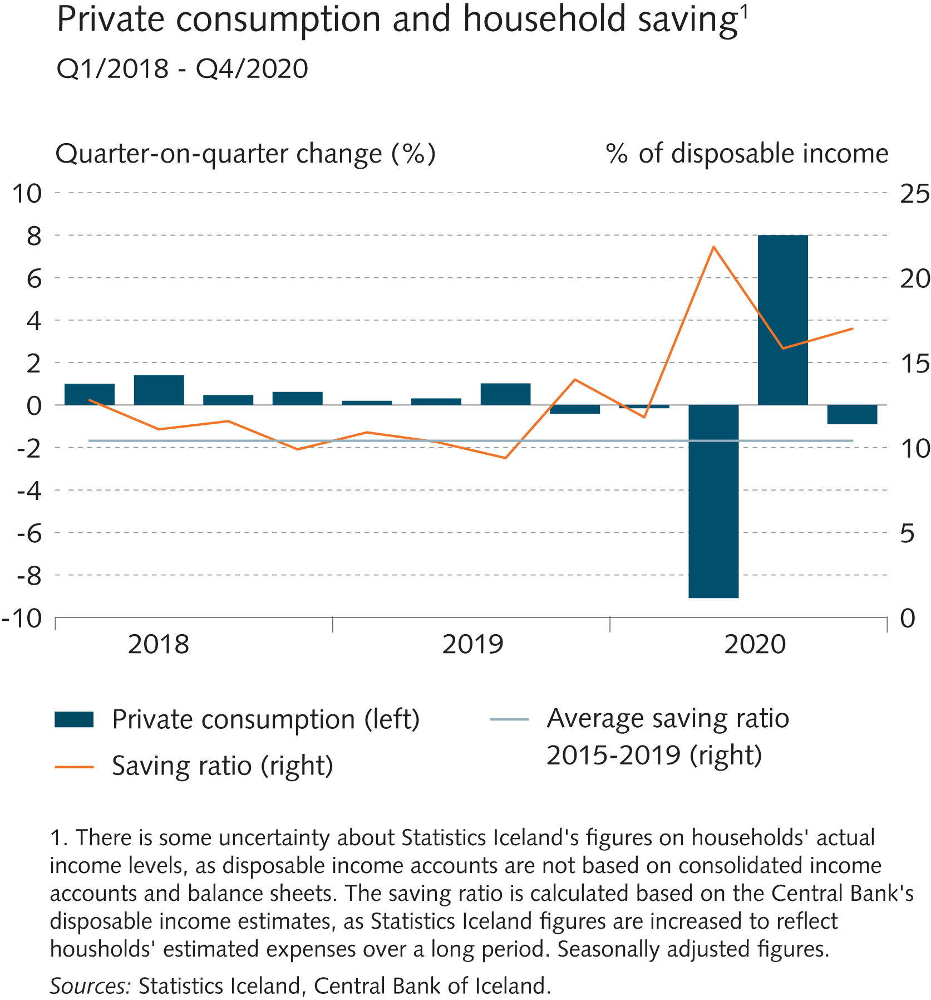 Private consumption and household saving1
Q1/2018 - Q4/2020
Quarter-on-quarter change (%)
% of disposable income
10
8
6
4
2
0
-2
-4
-6
-8
-10
25
20
15
10
5
0
2018
2019
2020
Private consumption (left)
Saving ratio (right)
Average saving ratio
2015-2019 (right)
1. There is some uncertainty about Statistics Iceland's figures on households' actual
income levels, as disposable income accounts are not based on consolidated income
accounts and balance sheets. The saving ratio is calculated based on the Central Bank's
disposable income estimates, as Statistics Iceland figures are increased to reflect
housholds' estimated expenses over a long period. Seasonally adjusted figures.
Sources: Statistics Iceland, Central Bank of Iceland.